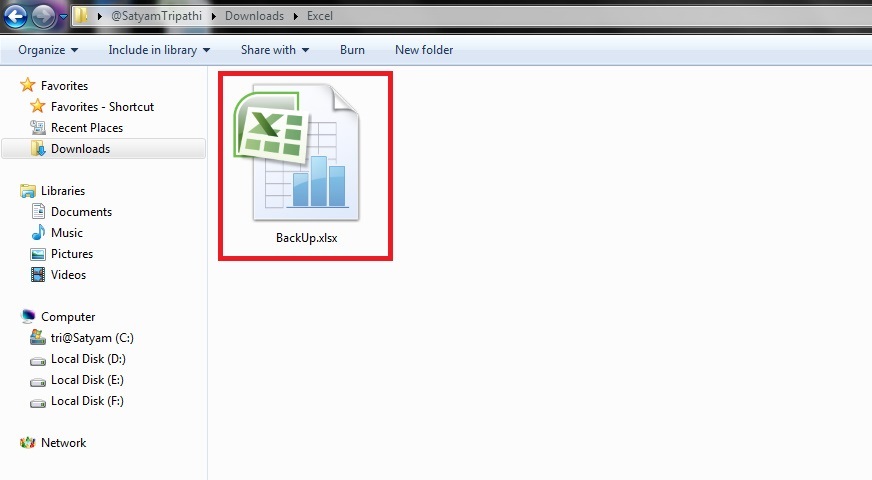 @SatyamTripathi Downloads Excel
Organize Include in library Share with Burn New folder
Favorites
Favorites - Shortcut
Recent Places
Downloads
Libraries
Documents
Music
Pictures
Videos
Computer
tri@Satyam (C:)
Local Disk (D:)
Local Disk (E:)
Local Disk (F:)
Network
BackUp.xlsx